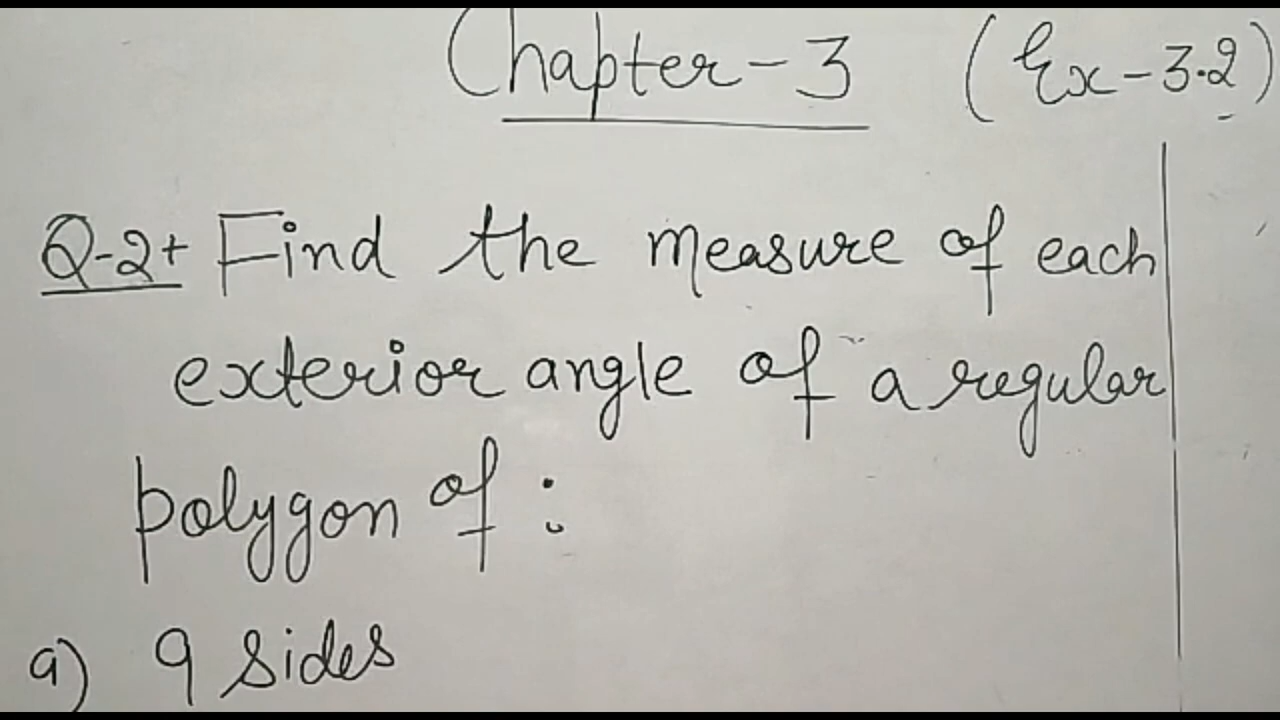 Chapter-3 (Ex-3.2)
Q-2+ Find the measure of each
exterior angle of a regular
polygon of :
a) 9 sides